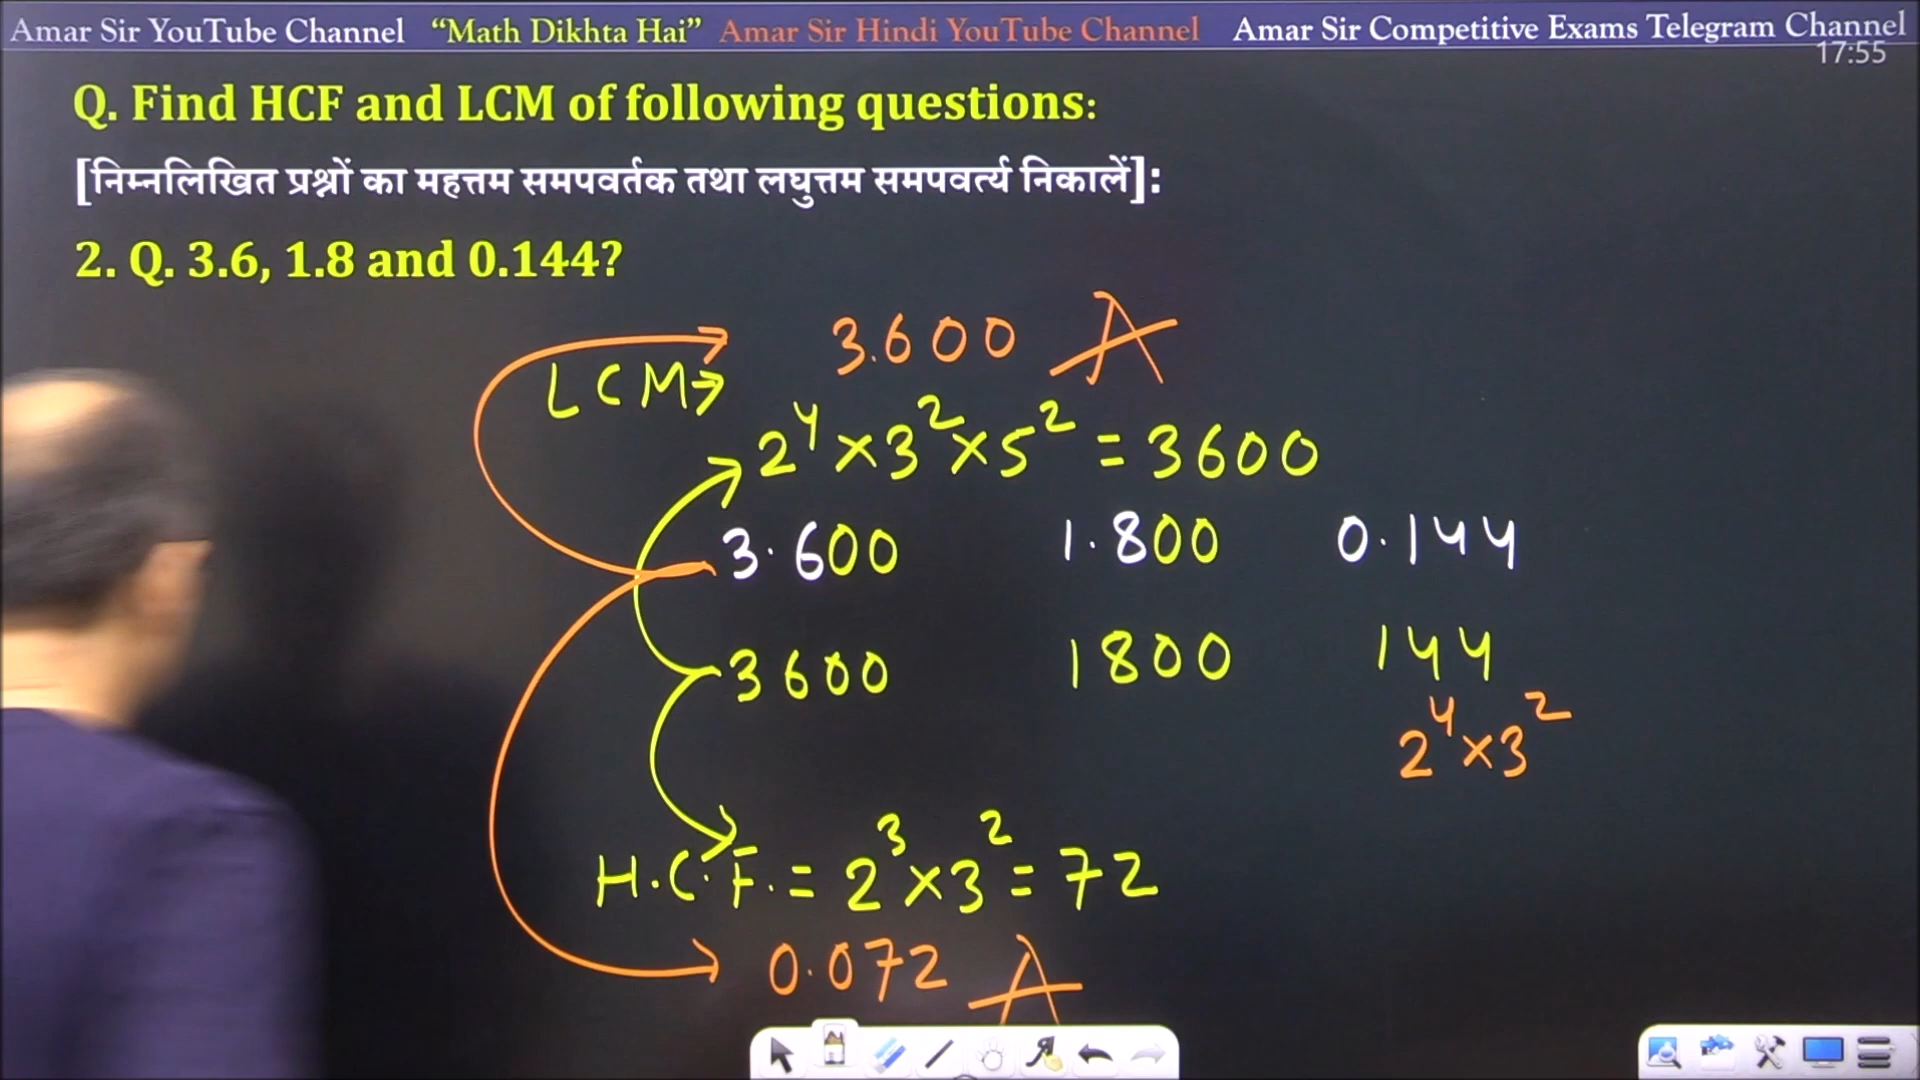 Amar Sir YouTube Channel “Math Dikhta Hai” Amar Sir Hindi YouTube Channel Amar Sir Competitive Exams Telegram Channel
17:55
Q. Find HCF and LCM of following questions:
[निम्नलिखित प्रश्नों का महत्तम समपवर्तक तथा लघुत्तम समपवर्त्य निकालें]:
2. Q. 3.6, 1.8 and 0.144?
3.600 A
LCM→
2⁴×3²×5² = 3600
3.600 1.800 0.144
3600 1800 144
2⁴×3²
H.C.F. = 2³×3² = 72
0.072 A